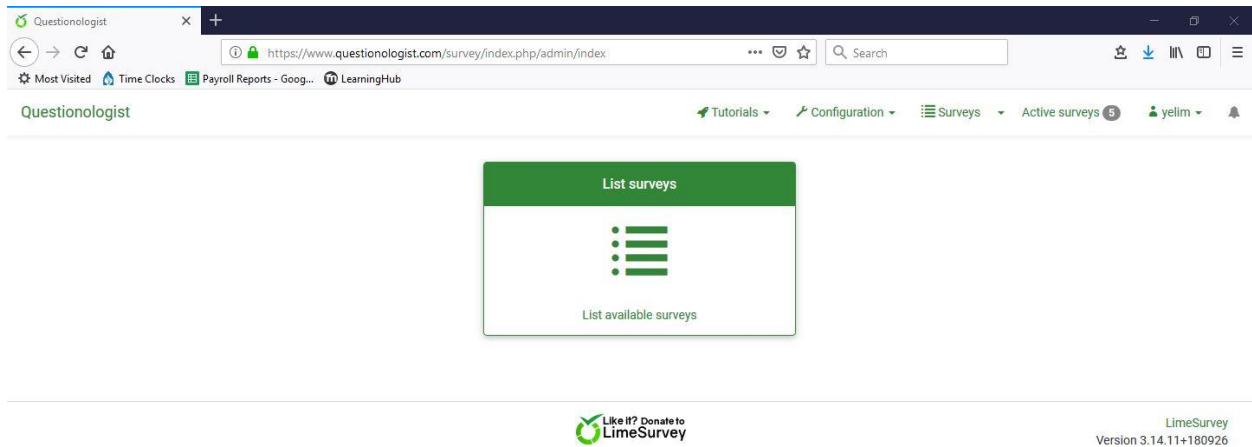 Questionologist
https://www.questionologist.com/survey/index.php/admin/index
Search
Most Visited Time Clocks Payroll Reports - Goog... LearningHub
Questionologist Tutorials Configuration Surveys Active surveys 5 yelim
List surveys
List available surveys
Like it? Donate to
LimeSurvey
LimeSurvey
Version 3.14.11+180926